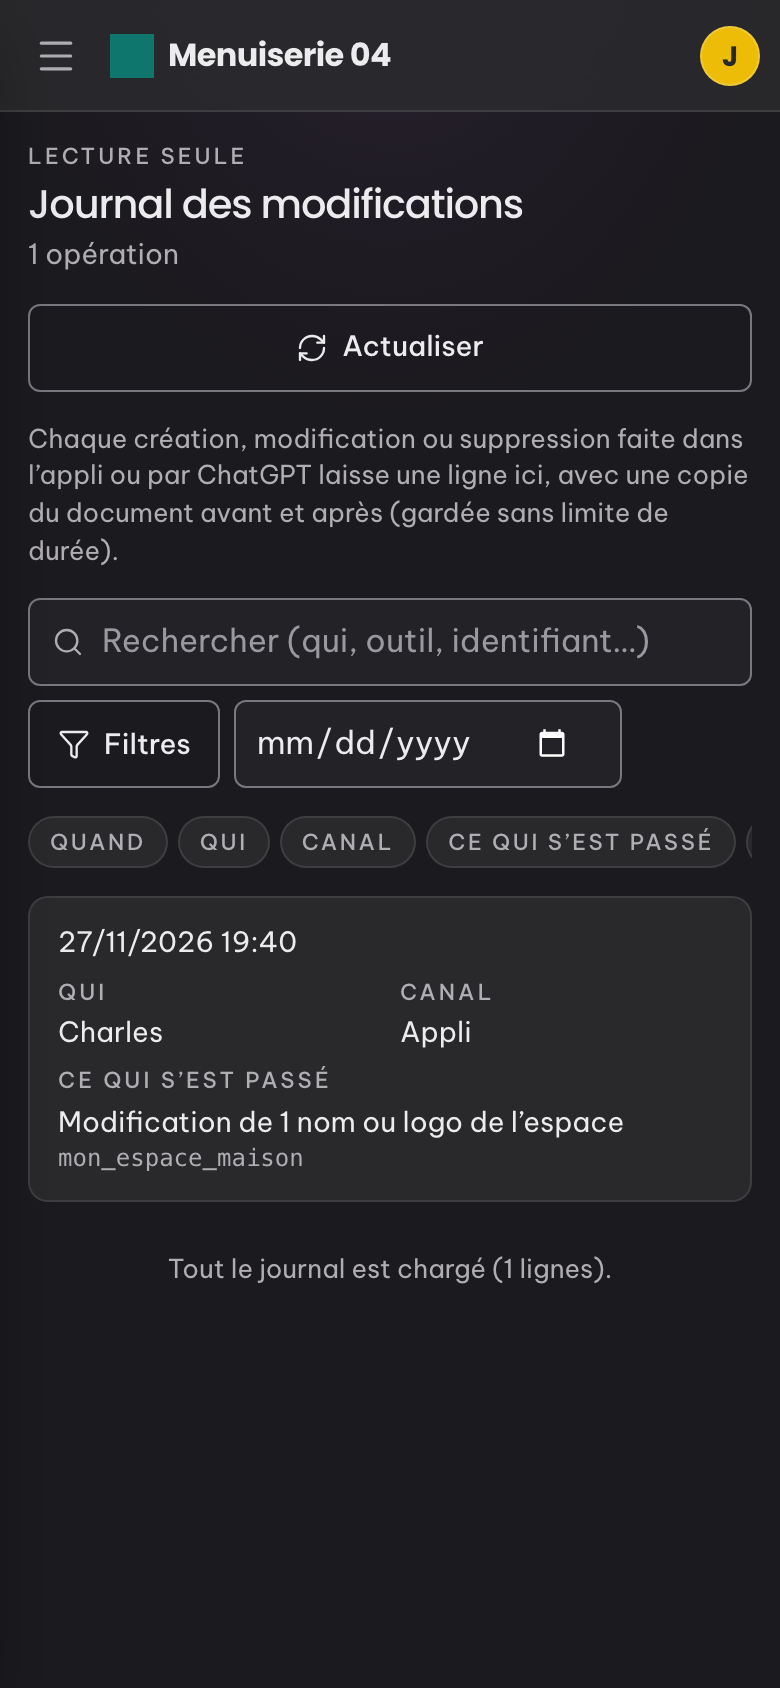 Menuiserie 04
J
LECTURE SEULE
Journal des modifications
1 opération
Actualiser
Chaque création, modification ou suppression faite dans
l’appli ou par ChatGPT laisse une ligne ici, avec une copie
du document avant et après (gardée sans limite de
durée).
Rechercher (qui, outil, identifiant…)
Filtres
mm/dd/yyyy
QUAND
QUI
CANAL
CE QUI S’EST PASSÉ
27/11/2026 19:40
QUI
CANAL
Charles
Appli
CE QUI S’EST PASSÉ
Modification de 1 nom ou logo de l’espace
mon_espace_maison
Tout le journal est chargé (1 lignes).